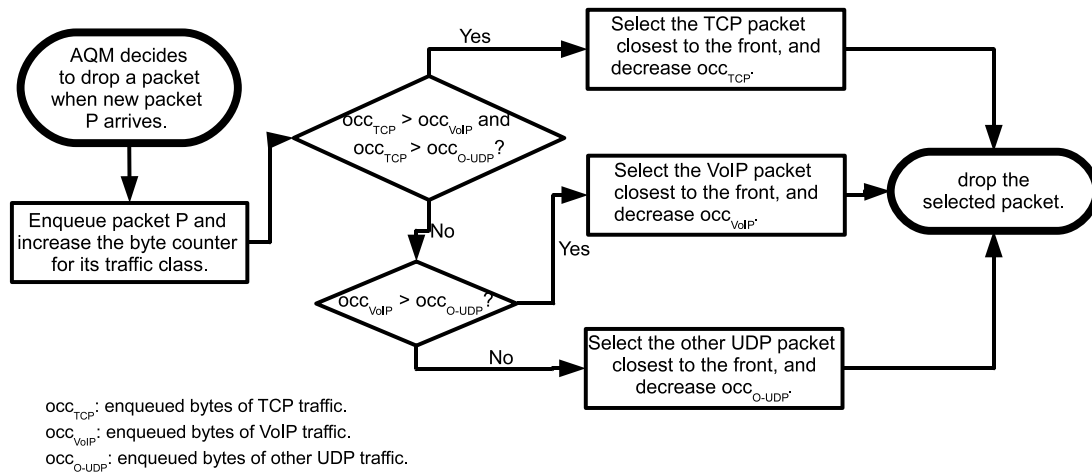 AQM decides
to drop a packet
when new packet
P arrives.
Enqueue packet P and
increase the byte counter
for its traffic class.
occTCP > occVoIP and
occTCP > occO-UDP?
Yes
No
Select the TCP packet
closest to the front, and
decrease occTCP.
occVoIP > occO-UDP?
Yes
No
Select the VoIP packet
closest to the front, and
decrease occVoIP.
Select the other UDP packet
closest to the front, and
decrease occO-UDP.
drop the
selected packet.
occTCP: enqueued bytes of TCP traffic.
occVoIP: enqueued bytes of VoIP traffic.
occO-UDP: enqueued bytes of other UDP traffic.